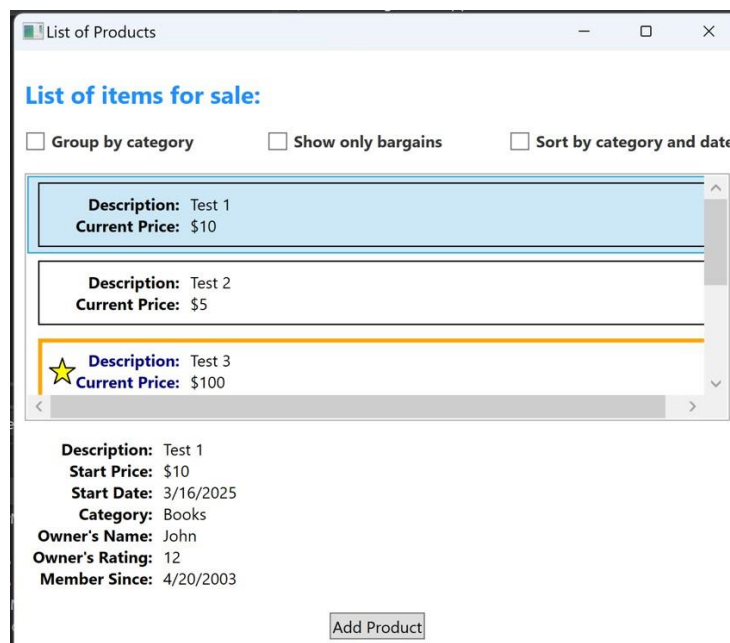 List of Products
List of items for sale:
Group by category Show only bargains Sort by category and date
Description: Test 1
Current Price: $10
Description: Test 2
Current Price: $5
Description: Test 3
Current Price: $100
Description: Test 1
Start Price: $10
Start Date: 3/16/2025
Category: Books
Owner's Name: John
Owner's Rating: 12
Member Since: 4/20/2003
Add Product